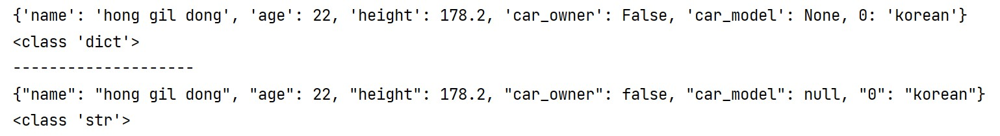 {'name': 'hong gil dong', 'age': 22, 'height': 178.2, 'car_owner': False, 'car_model': None, 0: 'korean'}
<class 'dict'>
--------------------
{"name": "hong gil dong", "age": 22, "height": 178.2, "car_owner": false, "car_model": null, "0": "korean"}
<class 'str'>